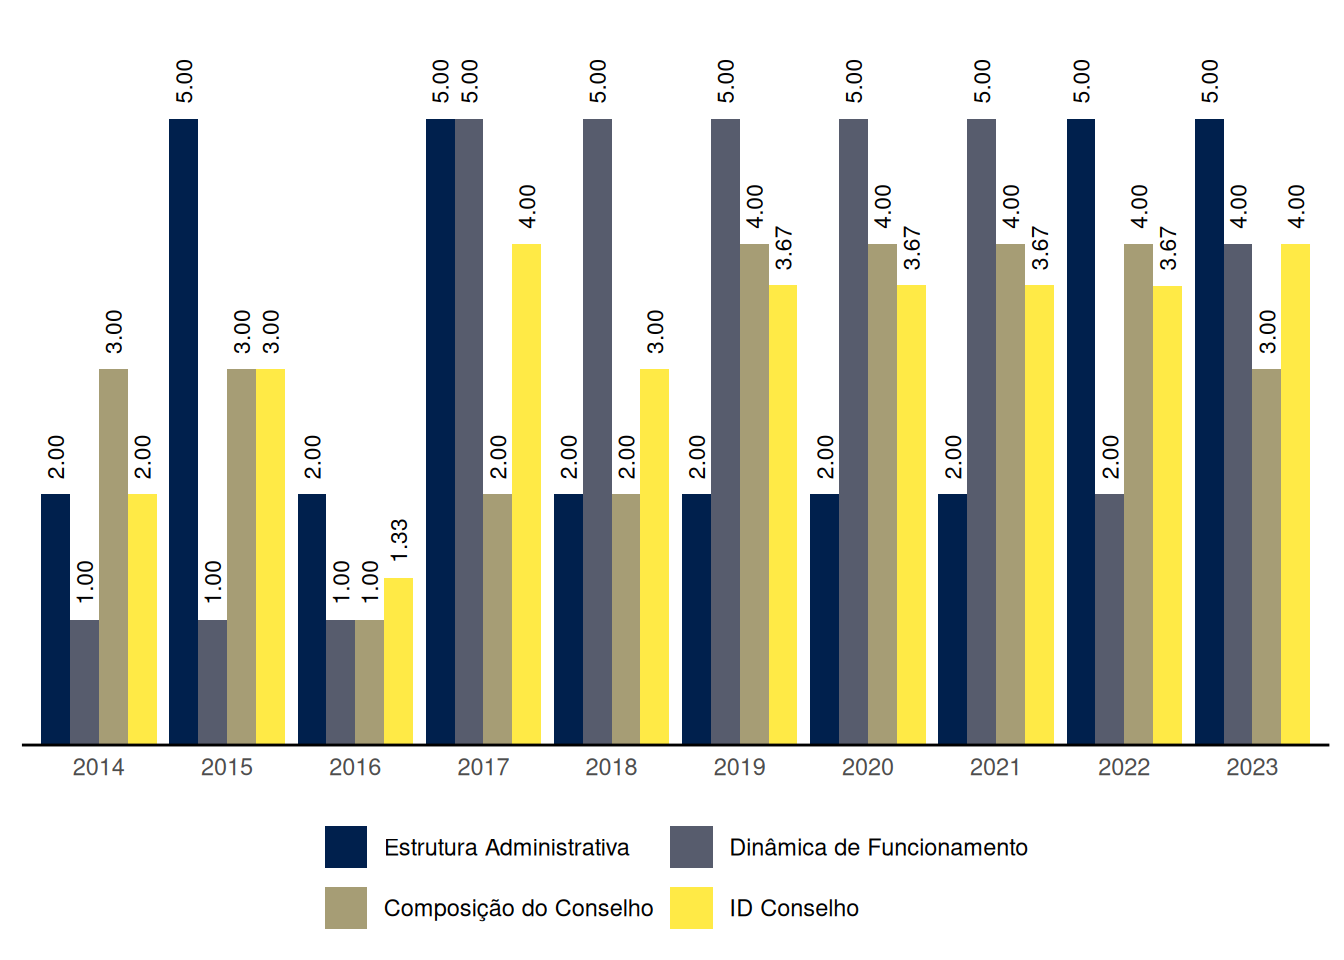 5.00 5.00 5.00 5.00 5.00 5.00 5.00 5.00 5.00
4.00 4.00 4.00 4.00 4.00 4.00 4.00
3.67 3.67 3.67 3.67
3.00 3.00 3.00 3.00 3.00
2.00 2.00 2.00 2.00 2.00 2.00 2.00 2.00 2.00 2.00
1.33
1.00 1.00 1.00 1.00
2014 2015 2016 2017 2018 2019 2020 2021 2022 2023
Estrutura Administrativa Dinâmica de Funcionamento
Composição do Conselho ID Conselho